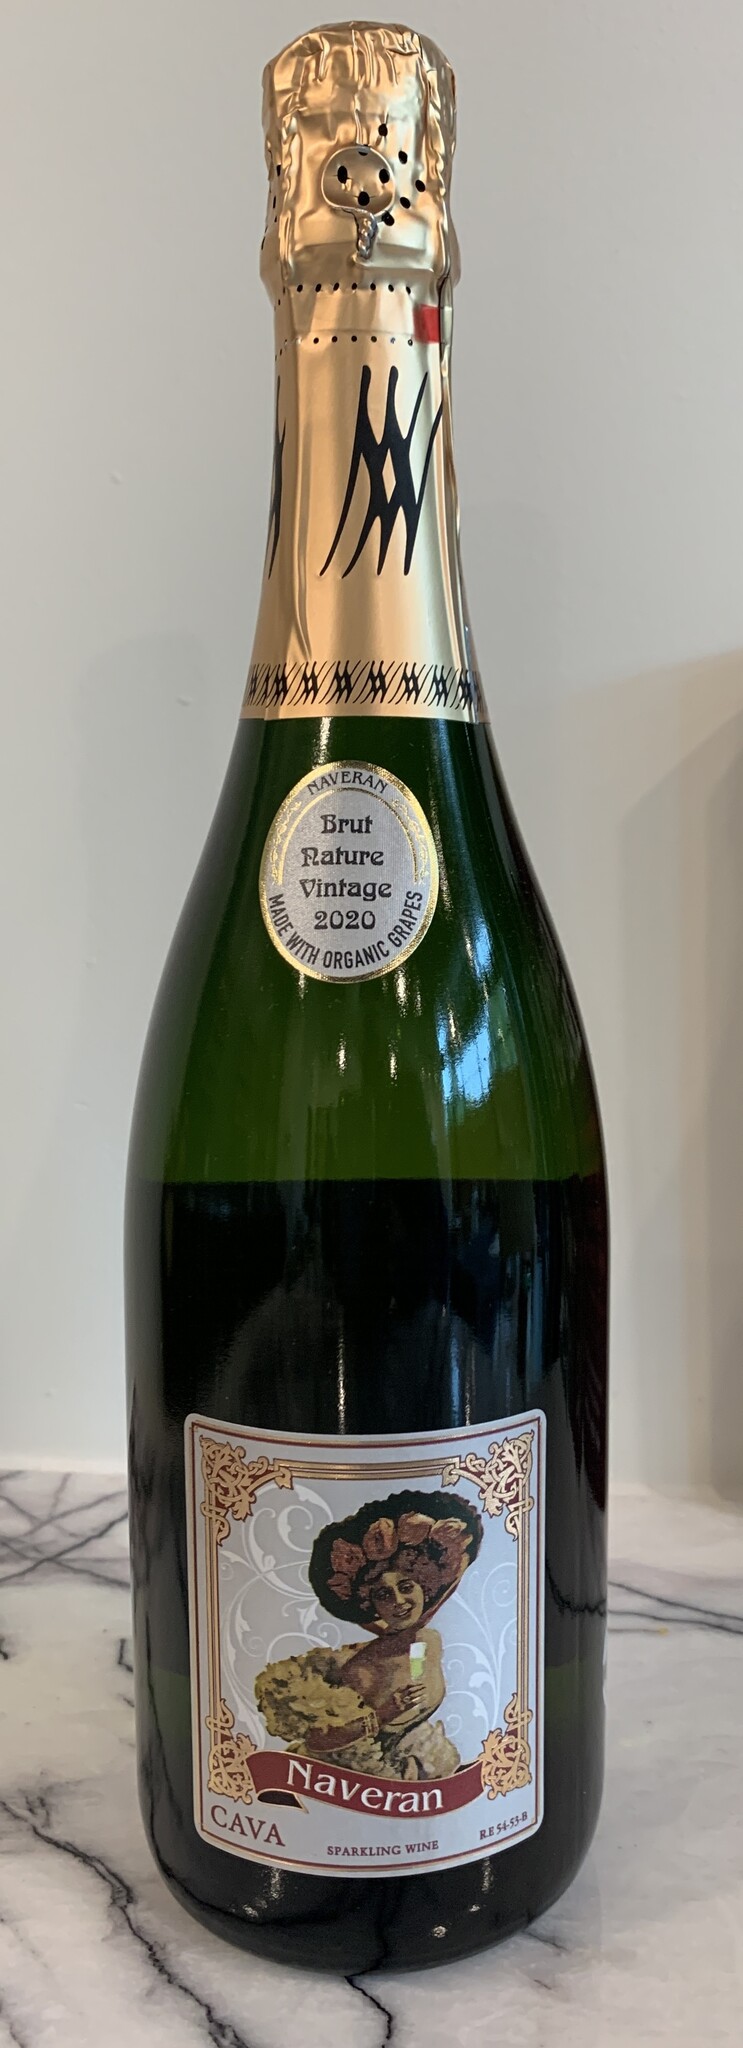 NAVERAN
Brut
Nature
Vintage
2020
MADE WITH ORGANIC GRAPES
Naveran
CAVA
SPARKLING WINE
R.E 54-53-B